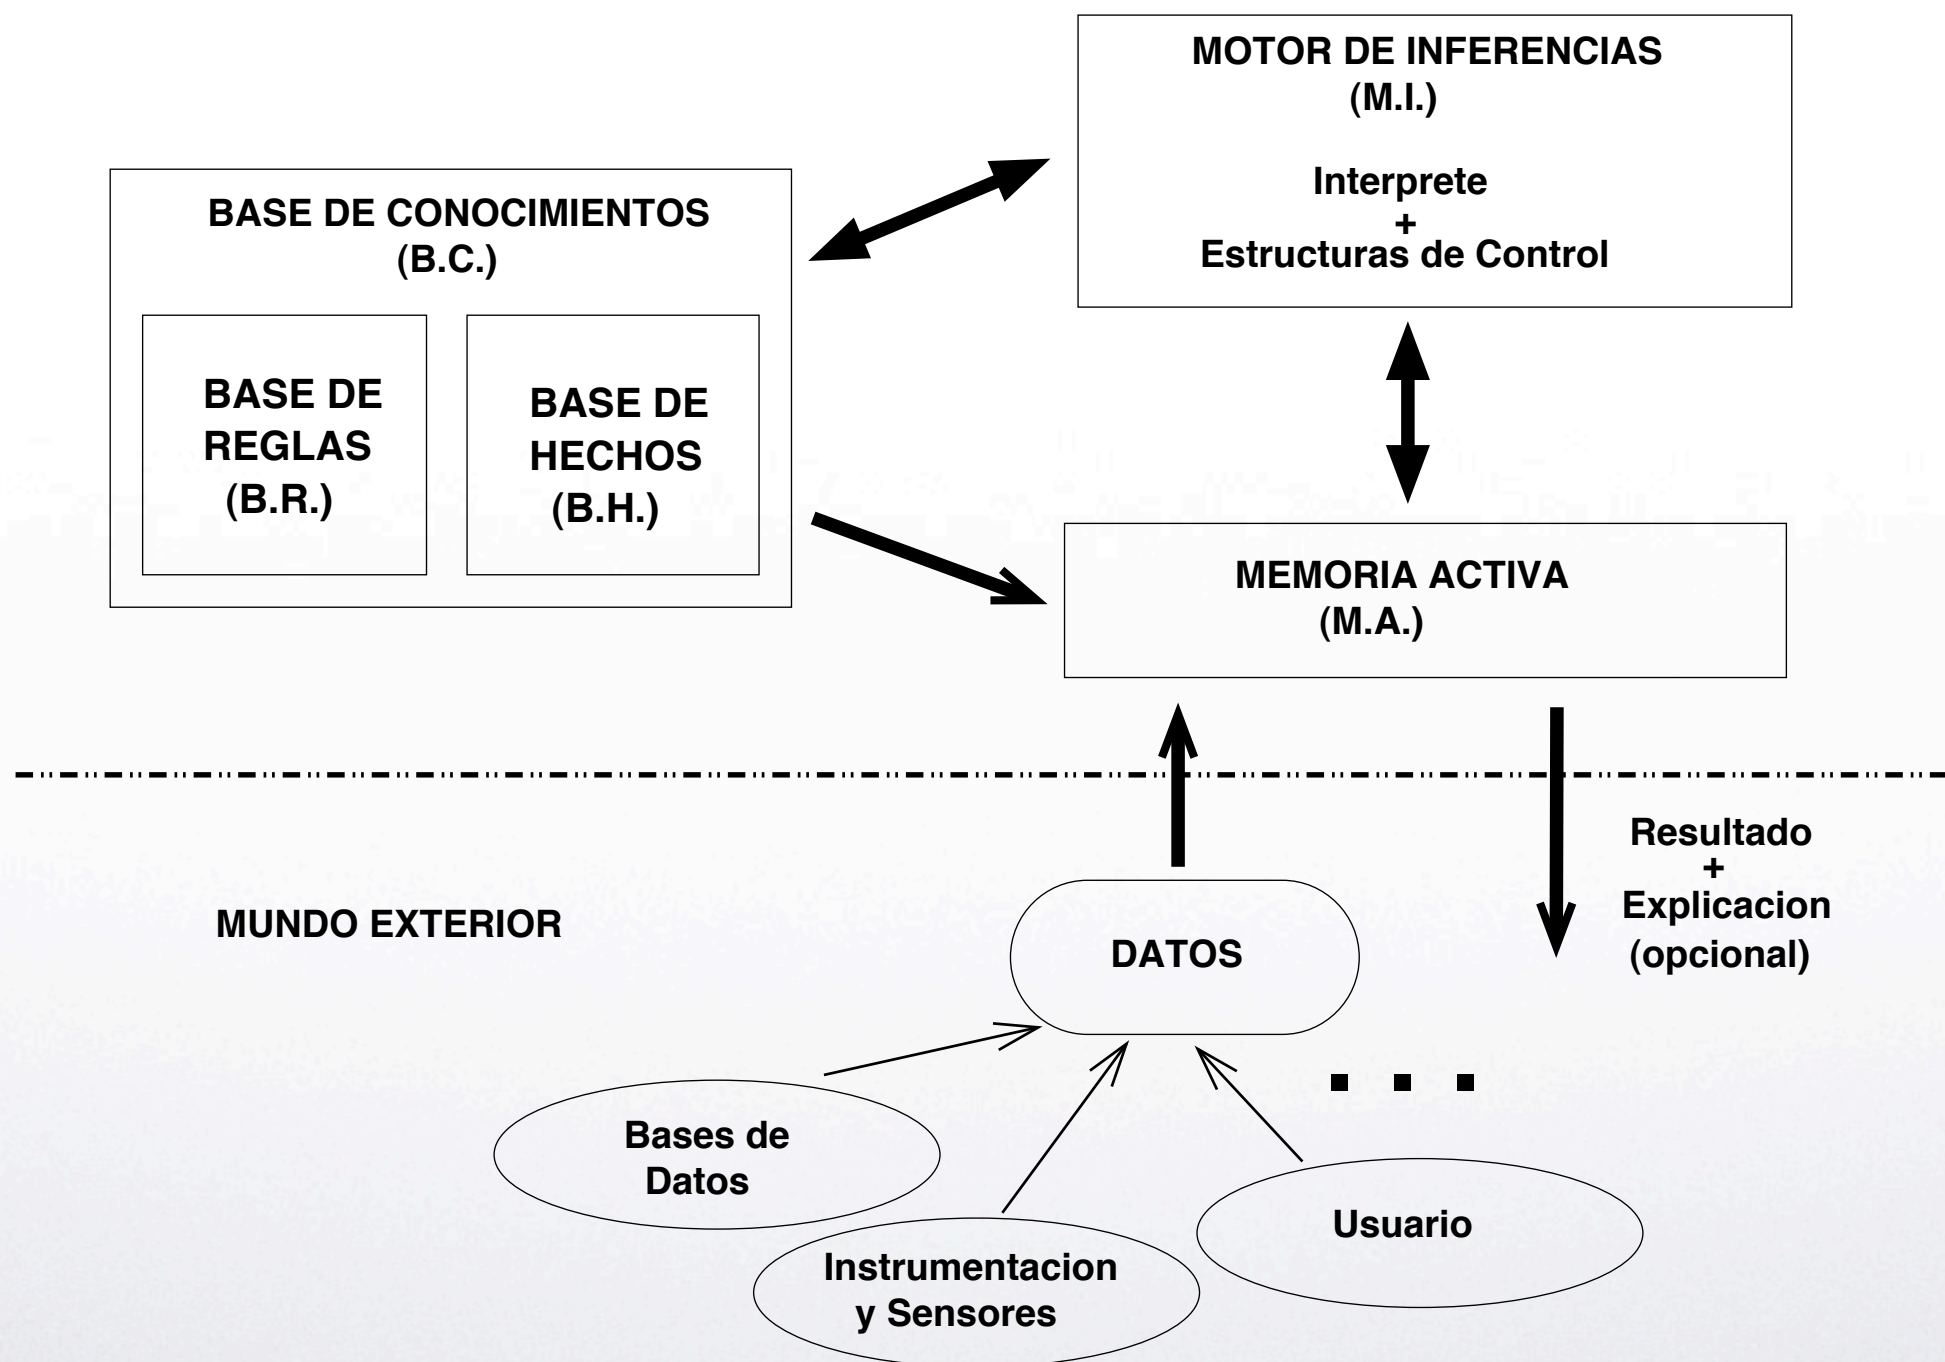 MOTOR DE INFERENCIAS
(M.I.)
Interprete
+
Estructuras de Control
BASE DE CONOCIMIENTOS
(B.C.)
BASE DE
REGLAS
(B.R.)
BASE DE
HECHOS
(B.H.)
MEMORIA ACTIVA
(M.A.)
Resultado
+
Explicacion
(opcional)
MUNDO EXTERIOR
DATOS
Bases de
Datos
Instrumentacion
y Sensores
Usuario